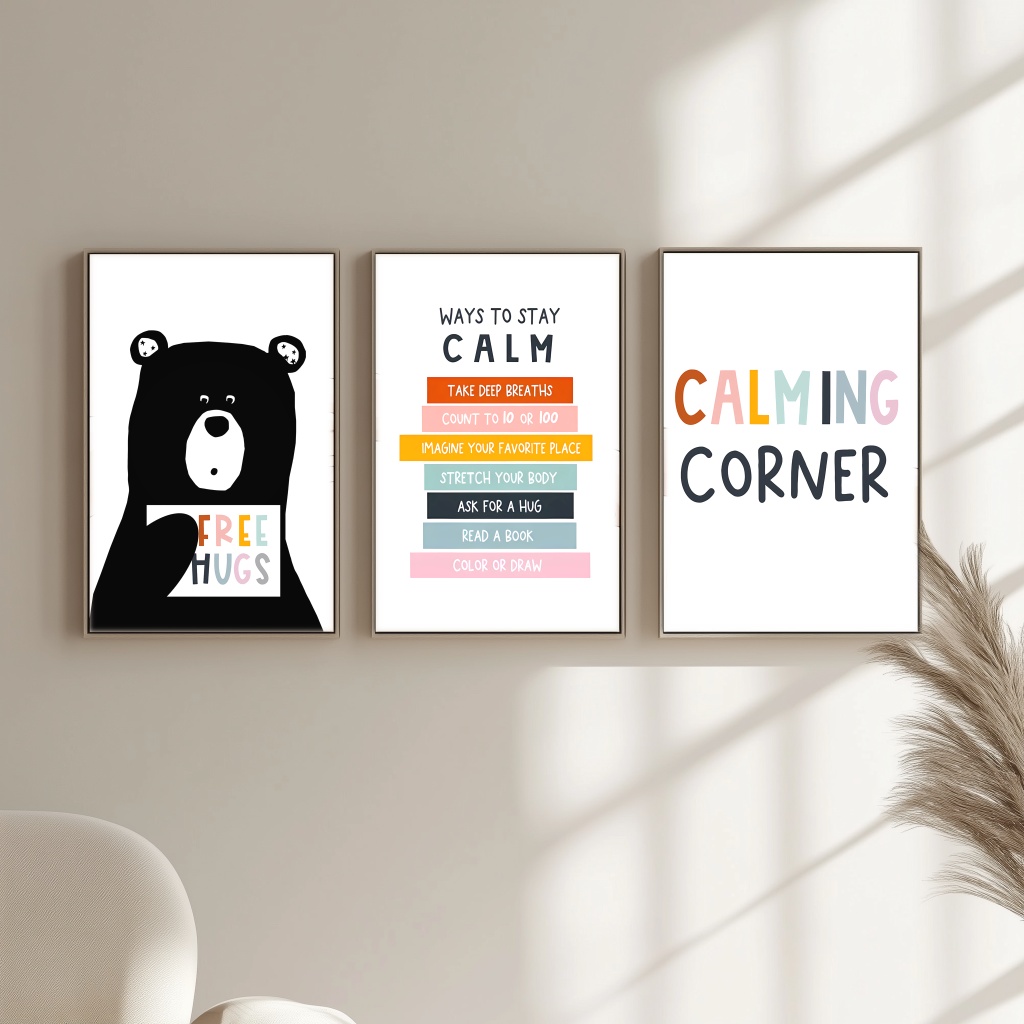 FREE
HUGS
WAYS TO STAY
CALM
TAKE DEEP BREATHS
COUNT TO 10 OR 100
IMAGINE YOUR FAVORITE PLACE
STRETCH YOUR BODY
ASK FOR A HUG
READ A BOOK
COLOR OR DRAW
CALMING
CORNER